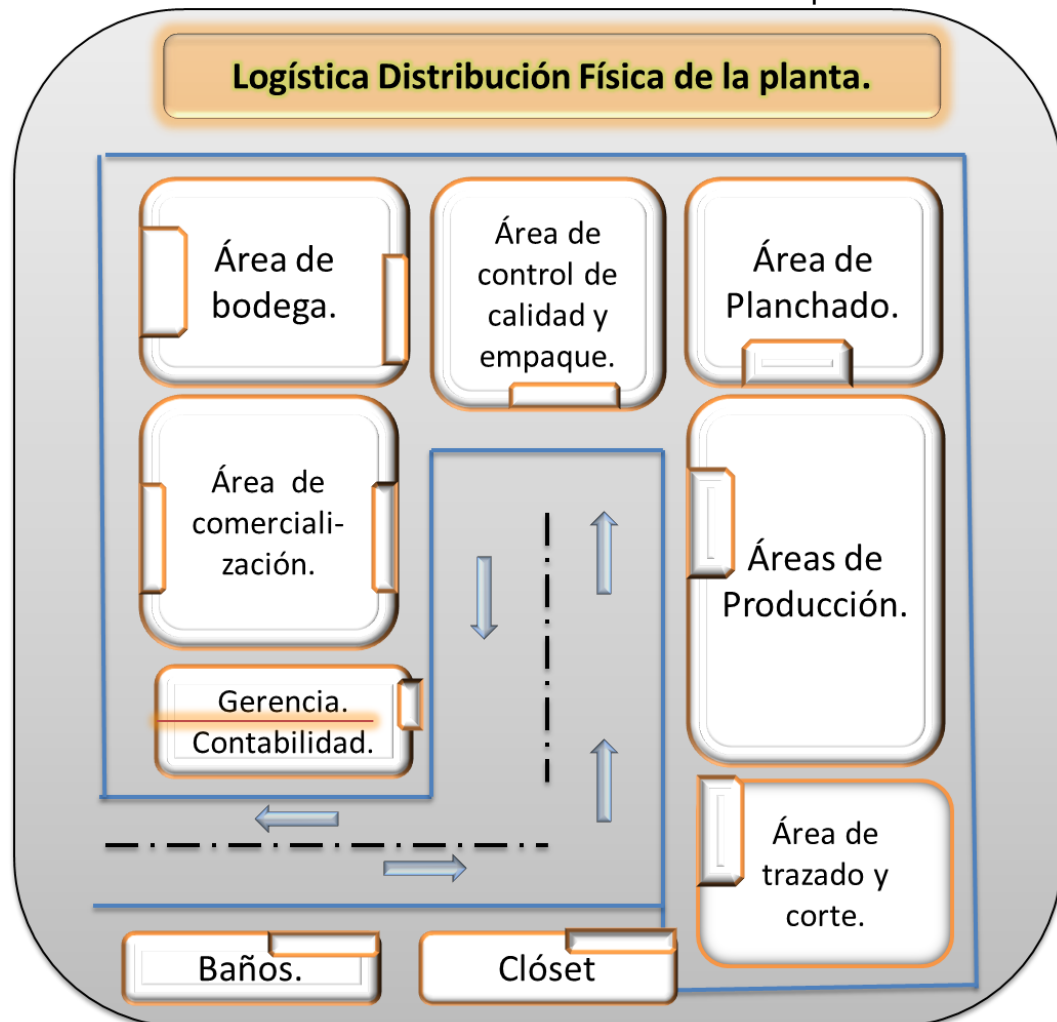 Logística Distribución Física de la planta.
Área de
bodega.
Área de
control de
calidad y
empaque.
Área de
Planchado.
Área de
comerciali-
zación.
Áreas de
Producción.
Gerencia.
Contabilidad.
Área de
trazado y
corte.
Baños.
Clóset